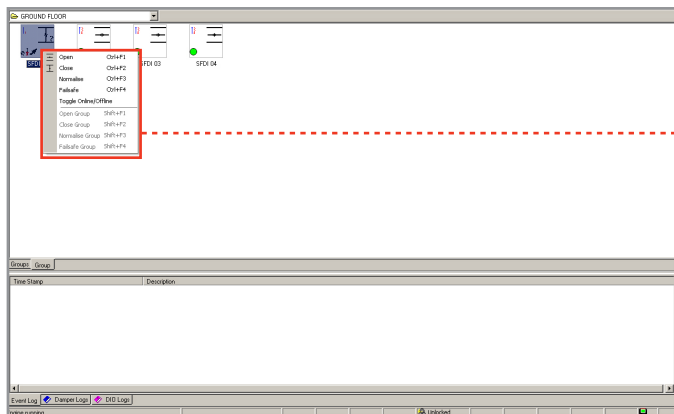 GROUND FLOOR
SFDI 03
SFDI 04
Open Ctrl+F1
Close Ctrl+F2
Normalise Ctrl+F3
Failsafe Ctrl+F4
Toggle Online/Offline
Open Group Shift+F1
Close Group Shift+F2
Normalise Group Shift+F3
Failsafe Group Shift+F4
Groups Group
Time Stamp Description
Event Log Damper Logs DIO Logs
running Unlocked